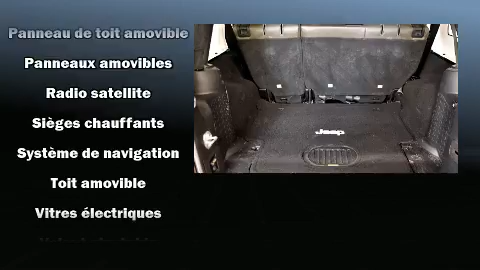 Panneau de toit amovible
Panneaux amovibles
Radio satellite
Sièges chauffants
Système de navigation
Toit amovible
Vitres électriques
Jeep